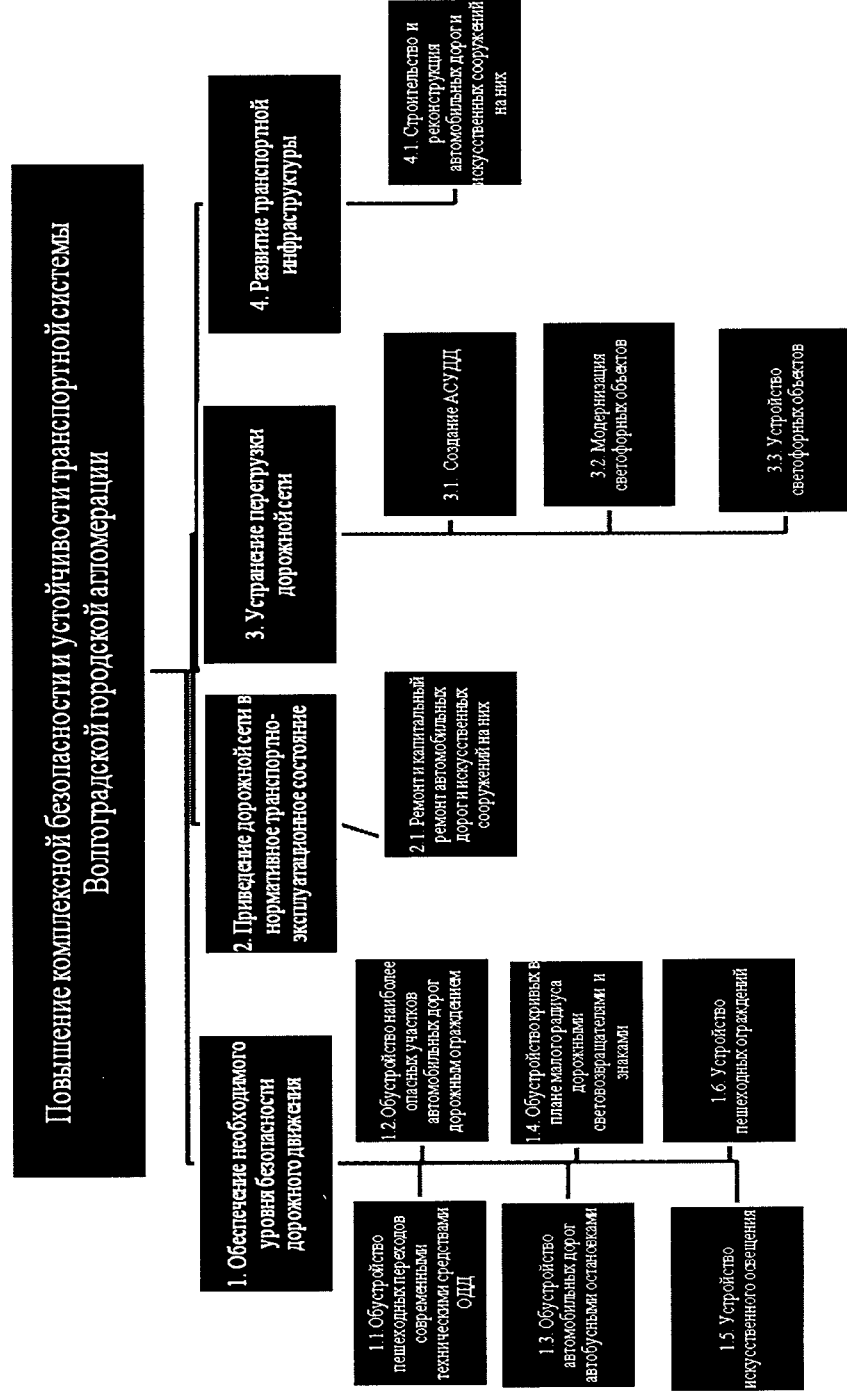 Повышение комплексной безопасности и устойчивости транспортной системы
Волгоградской городской агломерации
1. Обеспечение необходимого
уровня безопасности
дорожного движения
1.1.Обустройство
пешеходных переходов
современными
техническими средствами
ОДД
1.2.Обустройство наиболее
опасных участков
автомобильных дорог
дорожным ограждением
1.3. Обустройство
автомобильных дорог
автобусными остановками
1.4. Обустройство кривых в
плане малого радиуса
дорожными
световозвращателями и
знаками
1.5. Устройство
искусственного освещения
1.6. Устройство
пешеходных ограждений
2. Приведение дорожной сети в
нормативное транспортно-
эксплуатационное состояние
2.1 Ремонт и капитальный
ремонт автомобильных
дорог и искусственных
сооружений на них
3. Устранение перегрузки
дорожной сети
3.1. Создание АСУДД
3.2. Модернизация
светофорных объектов
3.3. Устройство
светофорных объектов
4. Развитие транспортной
инфраструктуры
4.1. Строительство и
реконструкция
автомобильных дорог и
искусственных сооружений
на них